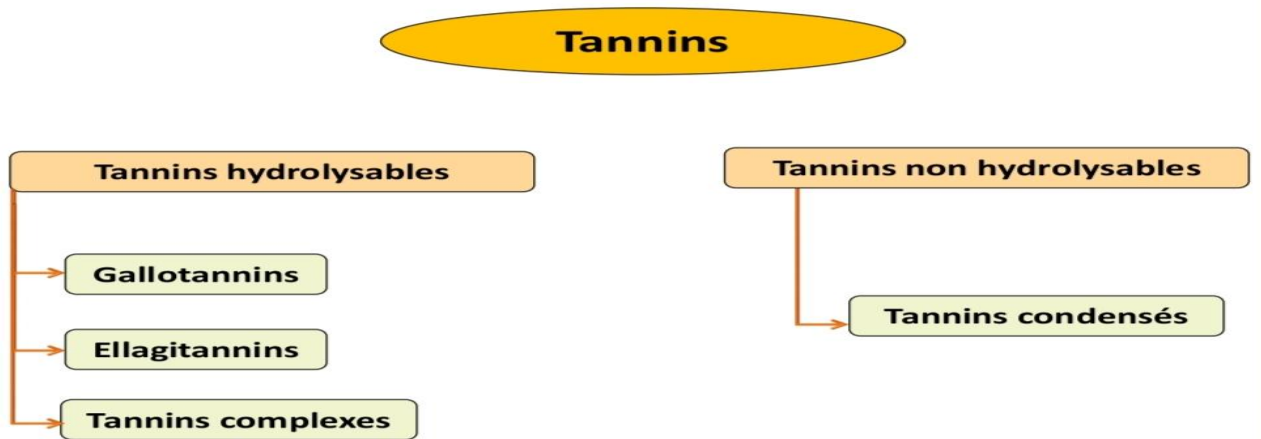 Tannins
Tannins hydrolysables
Tannins non hydrolysables
Gallotannins
Ellagitannins
Tannins condensés
Tannins complexes